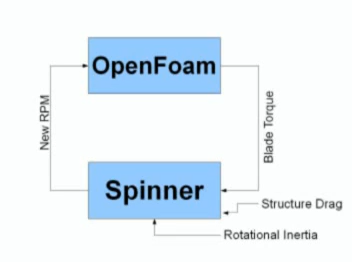 OpenFoam
New RPM
Blade Torque
Spinner
Structure Drag
Rotational Inertia